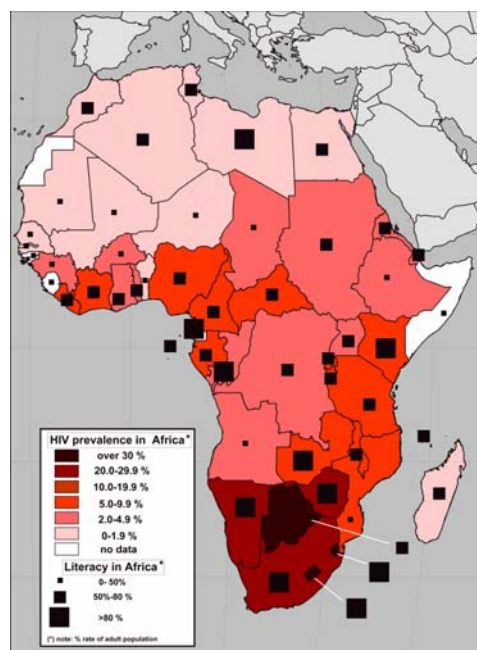 HIV prevalence in Africa*
over 30 %
20.0-29.9 %
10.0-19.9 %
5.0-9.9 %
2.0-4.9 %
0-1.9 %
no data
Literacy in Africa*
0- 50%
50%-80 %
>80 %
(*) note: % rate of adult population